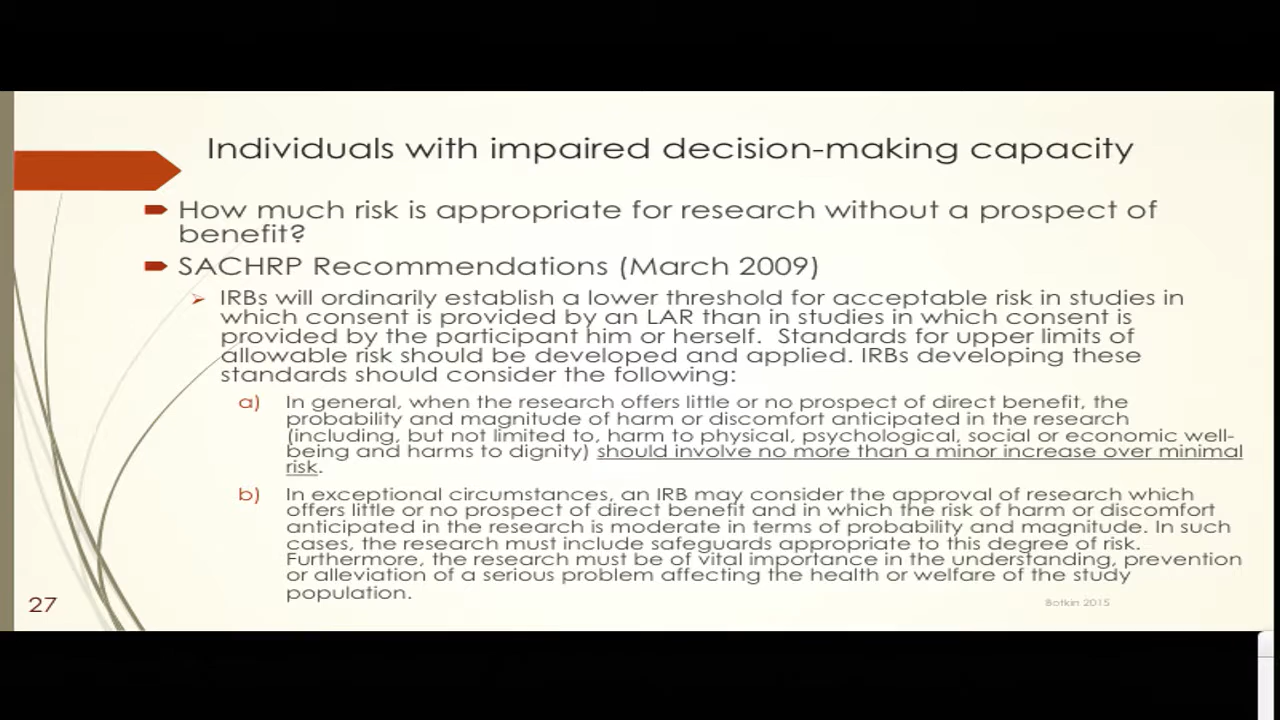 Individuals with impaired decision-making capacity
How much risk is appropriate for research without a prospect of
benefit?
SACHRP Recommendations (March 2009)
IRBs will ordinarily establish a lower threshold for acceptable risk in studies in
which consent is provided by an LAR than in studies in which consent is
provided by the participant him or herself.  Standards for upper limits of
allowable risk should be developed and applied. IRBs developing these
standards should consider the following:
a) In general, when the research offers little or no prospect of direct benefit, the
probability and magnitude of harm or discomfort anticipated in the research
(including, but not limited to, harm to physical, psychological, social or economic well-
being and harms to dignity) should involve no more than a minor increase over minimal
risk.
b) In exceptional circumstances, an IRB may consider the approval of research which
offers little or no prospect of direct benefit and in which the risk of harm or discomfort
anticipated in the research is moderate in terms of probability and magnitude. In such
cases, the research must include safeguards appropriate to this degree of risk.
Furthermore, the research must be of vital importance in the understanding, prevention
or alleviation of a serious problem affecting the health or welfare of the study
population.
27
Botkin 2015